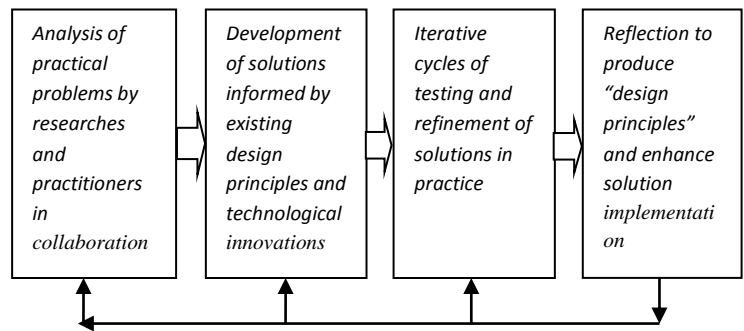 Analysis of
practical
problems by
researches
and
practitioners
in
collaboration
Development
of solutions
informed by
existing
design
principles and
technological
innovations
Iterative
cycles of
testing and
refinement of
solutions in
practice
Reflection to
produce
“design
principles”
and enhance
solution
implementati
on